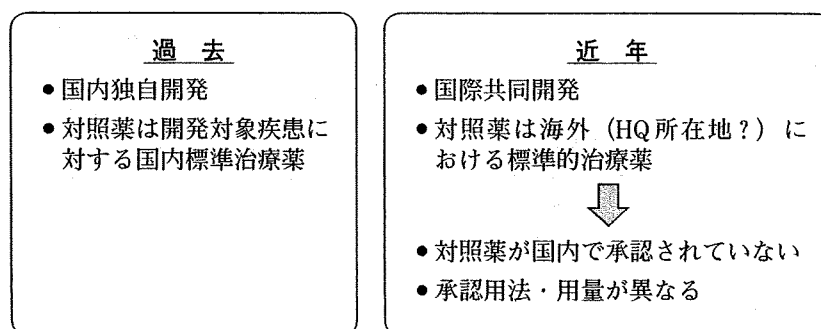 過 去
● 国内独自開発
● 対照薬は開発対象疾患に
対する国内標準治療薬
近 年
● 国際共同開発
● 対照薬は海外（HQ所在地？）に
おける標準的治療薬
● 対照薬が国内で承認されていない
● 承認用法・用量が異なる